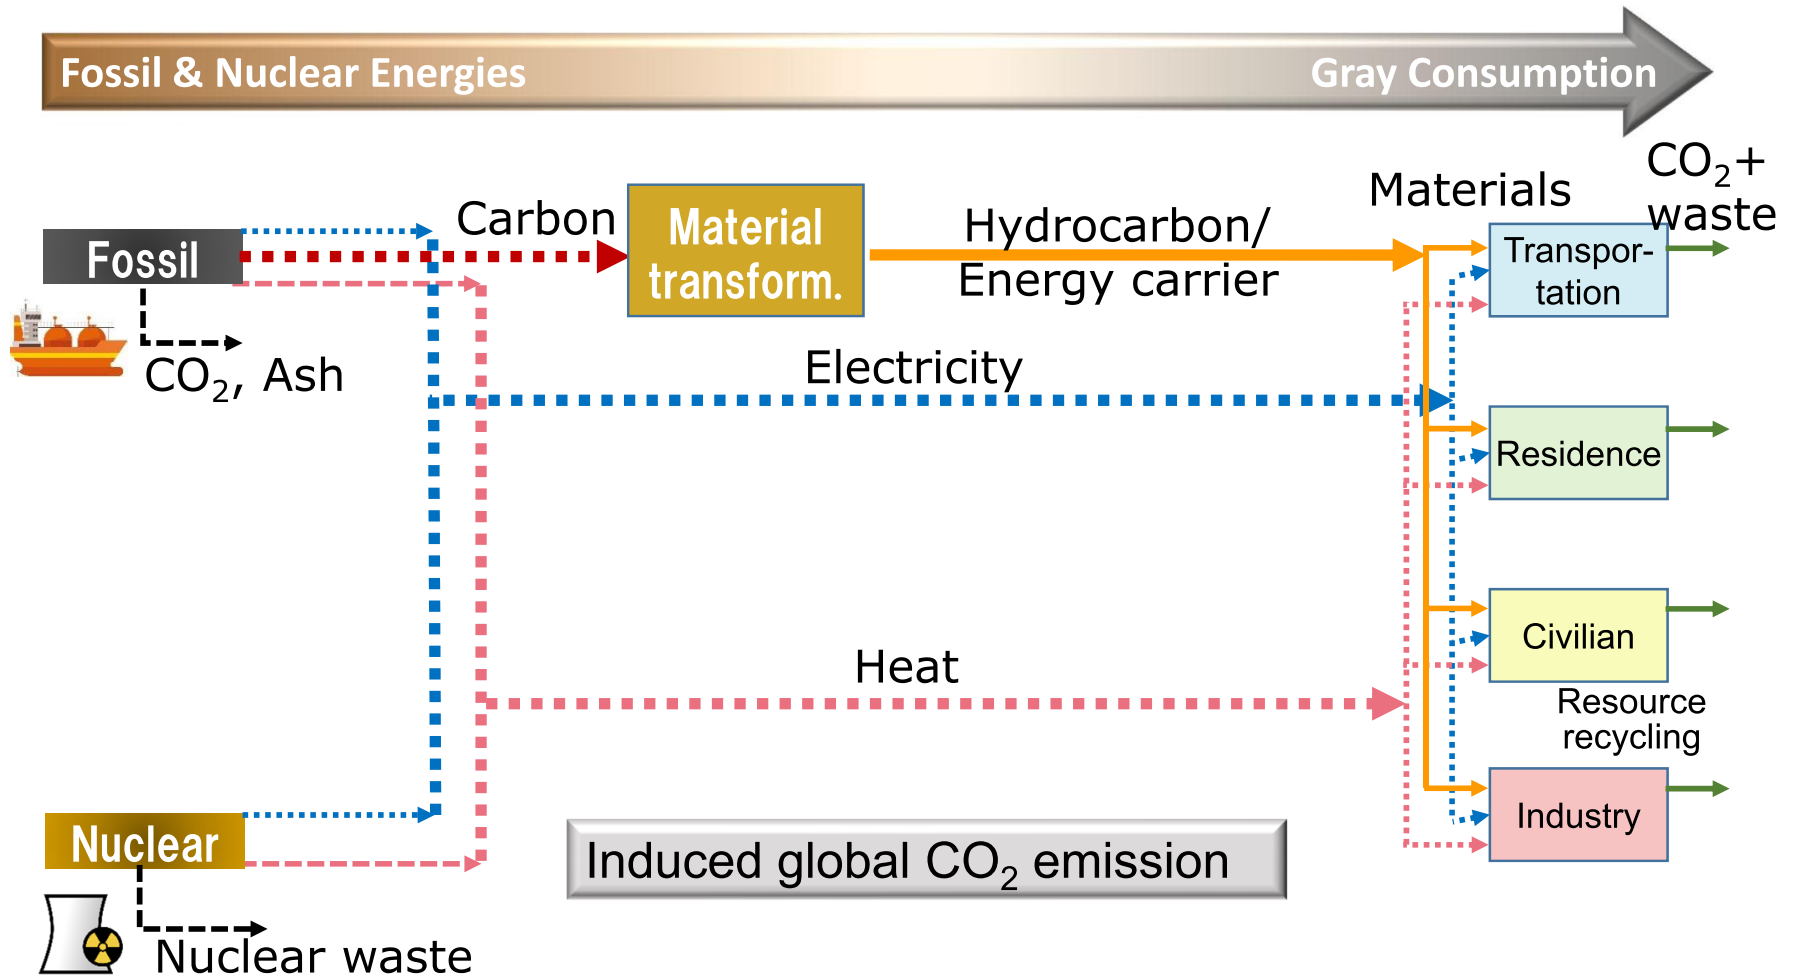 Fossil & Nuclear Energies
Gray Consumption
CO₂+
waste
Materials
Carbon
Material
transform.
Hydrocarbon/
Energy carrier
Fossil
Transpor-
tation
CO₂, Ash
Electricity
Residence
Civilian
Heat
Resource
recycling
Industry
Nuclear
Induced global CO₂ emission
Nuclear waste